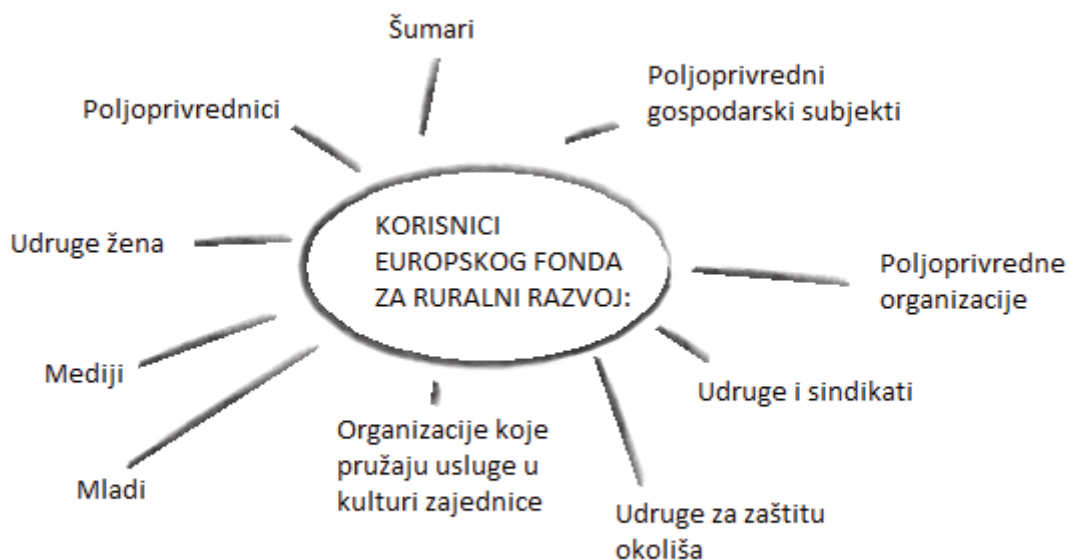 Šumari
Poljoprivredni
gospodarski subjekti
Poljoprivrednici
KORISNICI
EUROPSKOG FONDA
ZA RURALNI RAZVOJ:
Udruge žena
Poljoprivredne
organizacije
Mediji
Udruge i sindikati
Organizacije koje
pružaju usluge u
kulturi zajednice
Mladi
Udruge za zaštitu
okoliša